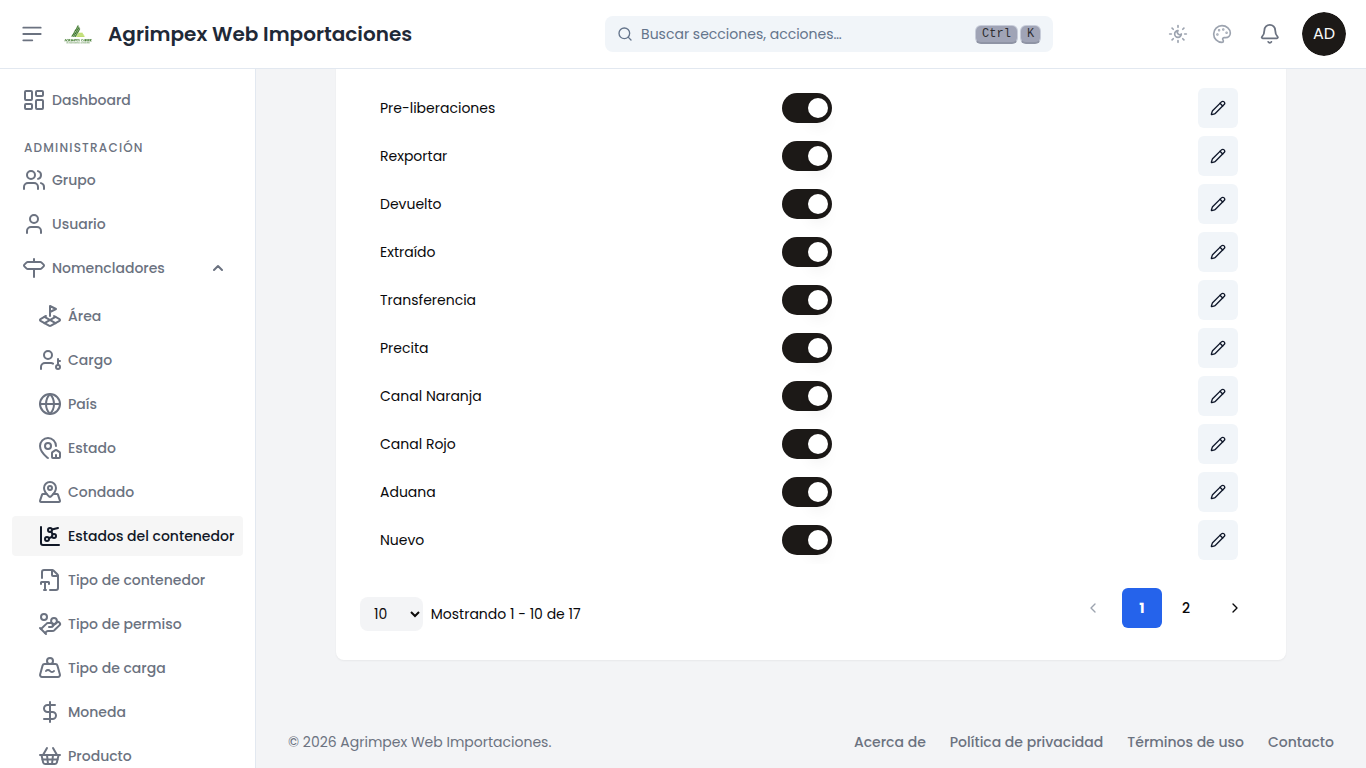 Agrimpex Web Importaciones
Buscar secciones, acciones...
Ctrl K
AD
Dashboard
ADMINISTRACIÓN
Grupo
Usuario
Nomencladores
Área
Cargo
País
Estado
Condado
Estados del contenedor
Tipo de contenedor
Tipo de permiso
Tipo de carga
Moneda
Producto
Pre-liberaciones
Rexportar
Devuelto
Extraído
Transferencia
Precita
Canal Naranja
Canal Rojo
Aduana
Nuevo
10 Mostrando 1 - 10 de 17
1 2
© 2026 Agrimpex Web Importaciones.
Acerca de Política de privacidad Términos de uso Contacto